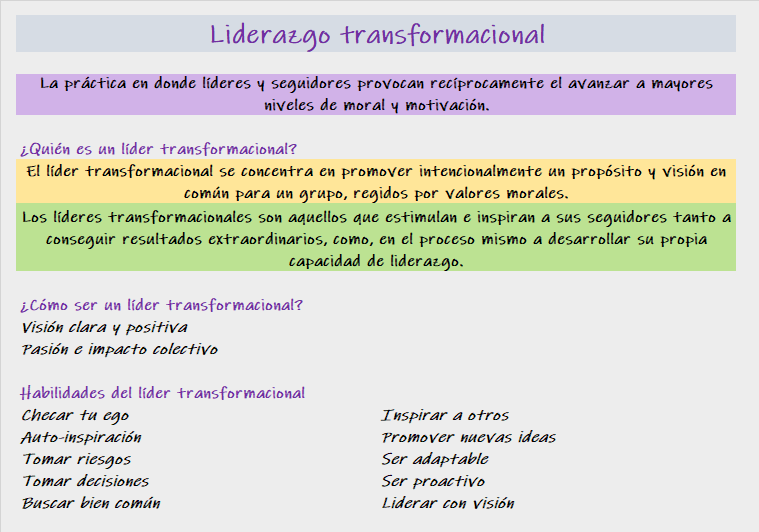 Liderazgo transformacional
La práctica en donde líderes y seguidores provocan recíprocamente el avanzar a mayores
niveles de moral y motivación.
¿Quién es un líder transformacional?
El líder transformacional se concentra en promover intencionalmente un propósito y visión en
común para un grupo, regidos por valores morales.
Los líderes transformacionales son aquellos que estimulan e inspiran a sus seguidores tanto a
conseguir resultados extraordinarios, como, en el proceso mismo a desarrollar su propia
capacidad de liderazgo.
¿Cómo ser un líder transformacional?
Visión clara y positiva
Pasión e impacto colectivo
Habilidades del líder transformacional
Checar tu ego
Auto-inspiración
Tomar riesgos
Tomar decisiones
Buscar bien común
Inspirar a otros
Promover nuevas ideas
Ser adaptable
Ser proactivo
Liderar con visión